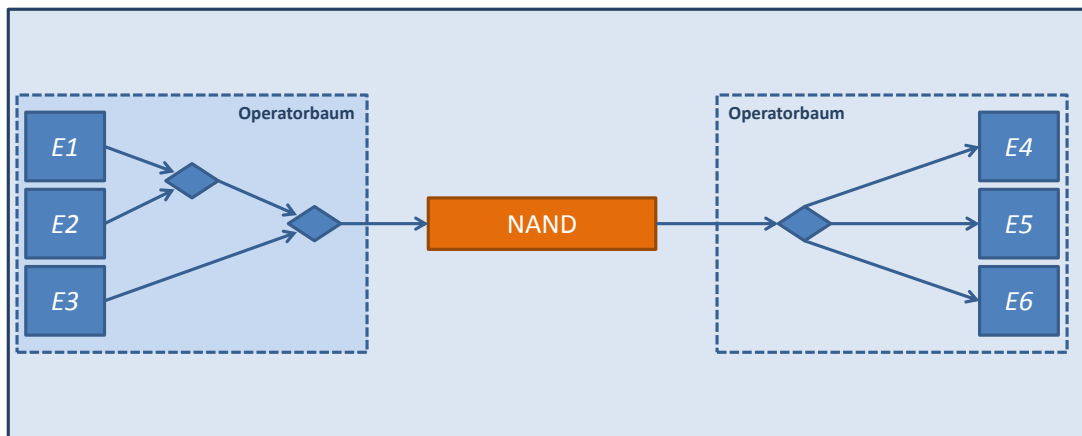 Operatorbaum
E1
E2
E3
NAND
Operatorbaum
E4
E5
E6